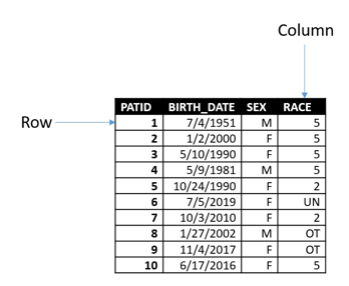 Column
PATID BIRTH_DATE SEX RACE
Row
1 7/4/1951 M 5
2 1/2/2000 F 5
3 5/10/1990 F 5
4 5/9/1981 M 5
5 10/24/1990 F 2
6 7/5/2019 F UN
7 10/3/2010 F 2
8 1/27/2002 M OT
9 11/4/2017 F OT
10 6/17/2016 F 5